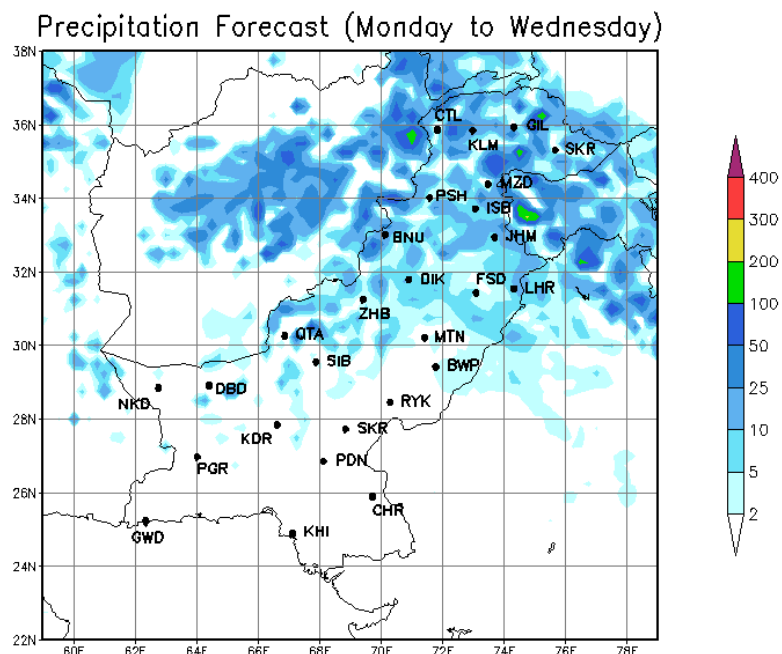 Precipitation Forecast (Monday to Wednesday)
38N
36N
34N
32N
30N
28N
26N
24N
22N
60E
62E
64E
66E
68E
70E
72E
74E
76E
78E
CTL
GIL
KLM
SKR
MZD
PSH
ISB
BNU
JHM
DIK
FSD
LHR
ZHB
QTA
MTN
SIB
BWP
DBD
NKD
RYK
KDR
SKR
PGR
PDN
CHR
GWD
KHI
400
300
200
100
50
25
20
10
5
2